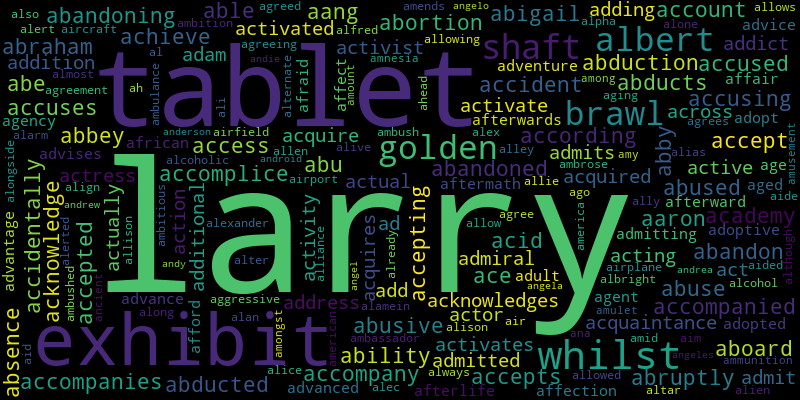 also abandoning able aang abortion abigail adding account allows
ambition agreed amends angelo alpha alone advice
alert aircraft achieve activated alfred allowing shaft albert addict
abraham adam al agreeing activist amnesia adventure abduction accused
addition tablet alternate afraid affect amount ahead accident abducts affair
almost ambulance aging among
abe agreement ah ali andie activate brawl across adopt
accuses anderson airfield acquire ambush alex afterwards agrees
agency abbey african access allen alive golden alley according accept
alarm alcoholic android abu abandoned admits amy alias abby amusement
alongside advises accomplice airport actual aftermath ambrose acquired active age
actress allie ago abused aged aide
accidentally align actually ambitious action additional larry activity acquires ad accepting allow agree america ally afterward
acknowledge andrew allison alexander alliance already acid aaron academy
advantage accepted alerted andy alter angel admiral admitting adoptive although
ambushed ancient acting abandon
ace adult airplane andrea act aided
advance aggressive address add alamein acknowledges angela agent albright abuse alcohol
absence along afford alan amongst american abusive actor air amulet accompanied
exhibit ambassador alison ana acquaintance adopted
aid ability activates whilst amid aim aboard
alice accompany admitted always allowed angeles ammunition
accompanies abducted advanced alec afterlife accepts affection abruptly altar admit alien